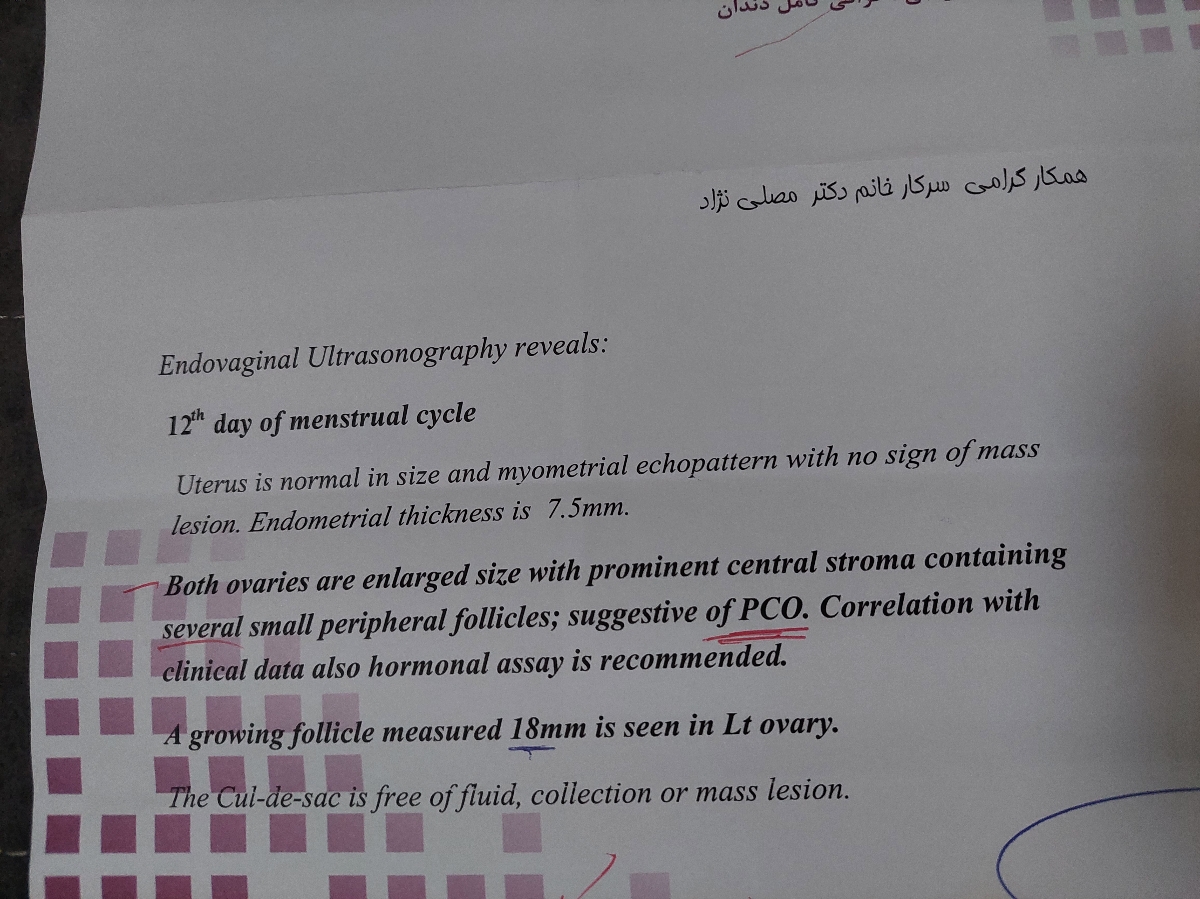 کامل دندان
همکار گرامی سرکار خانم دکتر مصلی نژاد
Endovaginal Ultrasonography reveals:
12th day of menstrual cycle
Uterus is normal in size and myometrial echopattern with no sign of mass
lesion. Endometrial thickness is 7.5mm.
Both ovaries are enlarged size with prominent central stroma containing
several small peripheral follicles; suggestive of PCO. Correlation with
clinical data also hormonal assay is recommended.
A growing follicle measured 18mm is seen in Lt ovary.
The Cul-de-sac is free of fluid, collection or mass lesion.